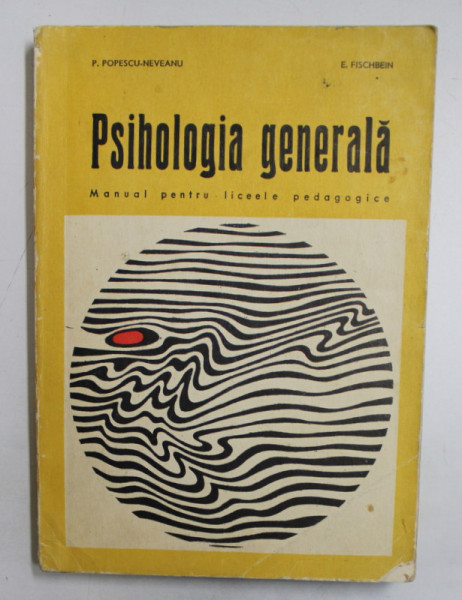 P. POPESCU-NEVEANU E. FISCHBEIN
Psihologia generală
Manual pentru liceele pedagogice